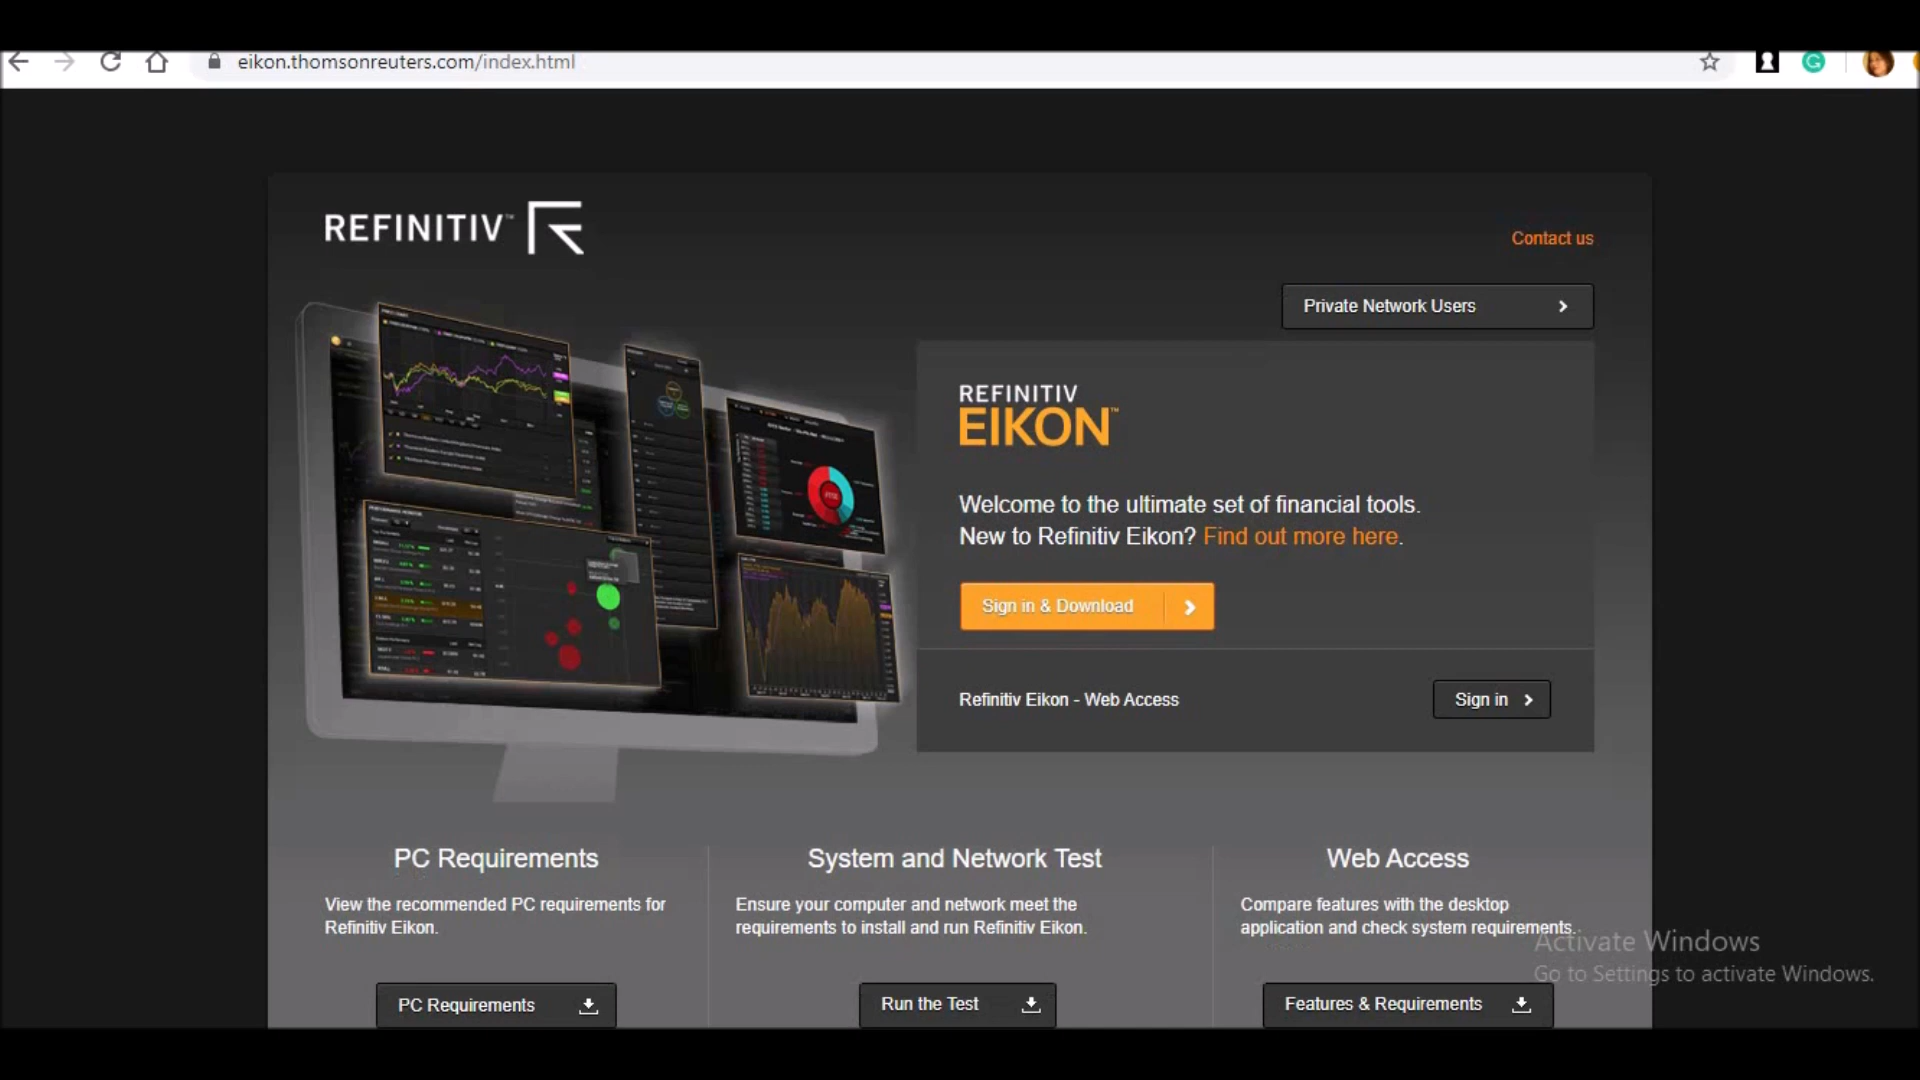 eikon.thomsonreuters.com/index.html
REFINITIV™
Contact us
Private Network Users
REFINITIV
EIKON™
Welcome to the ultimate set of financial tools.
New to Refinitiv Eikon? Find out more here.
Sign in & Download
Refinitiv Eikon - Web Access
Sign in
PC Requirements
View the recommended PC requirements for
Refinitiv Eikon.
PC Requirements
System and Network Test
Ensure your computer and network meet the
requirements to install and run Refinitiv Eikon.
Run the Test
Web Access
Compare features with the desktop
application and check system requirements.
Features & Requirements
Activate Windows
Go to Settings to activate Windows.